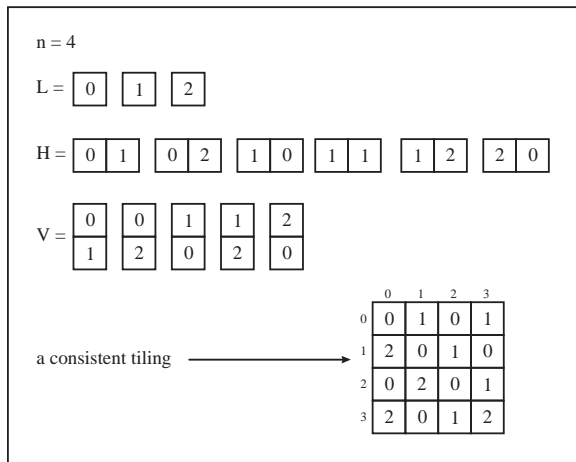 n = 4
L = 0 1 2
H = 0 1 0 2 1 0 1 1 1 2 2 0
0 0 1 1 2
V =
1 2 0 2 0
0 1 2 3
0 0 1 0 1
1 2 0 1 0
a consistent tiling
2 0 2 0 1
3 2 0 1 2